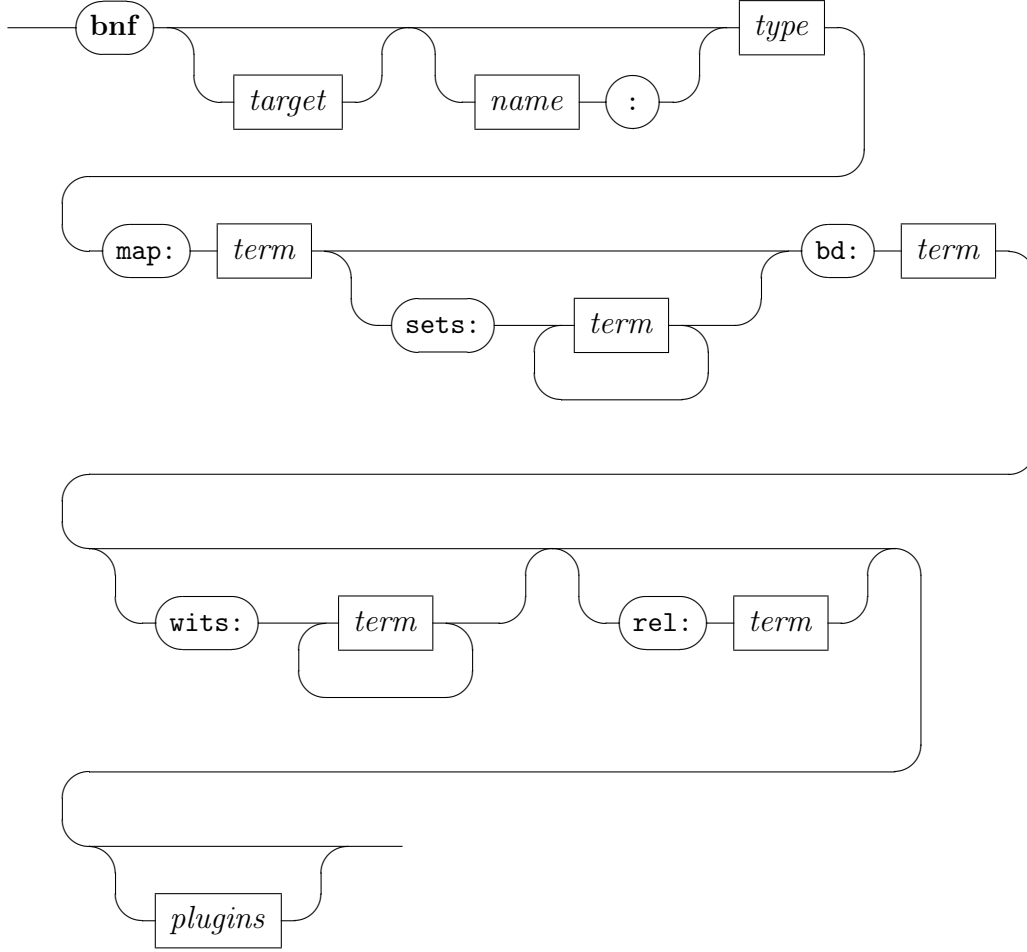 bnf type
target name :
map: term bd: term
sets: term
wits: term rel: term
plugins